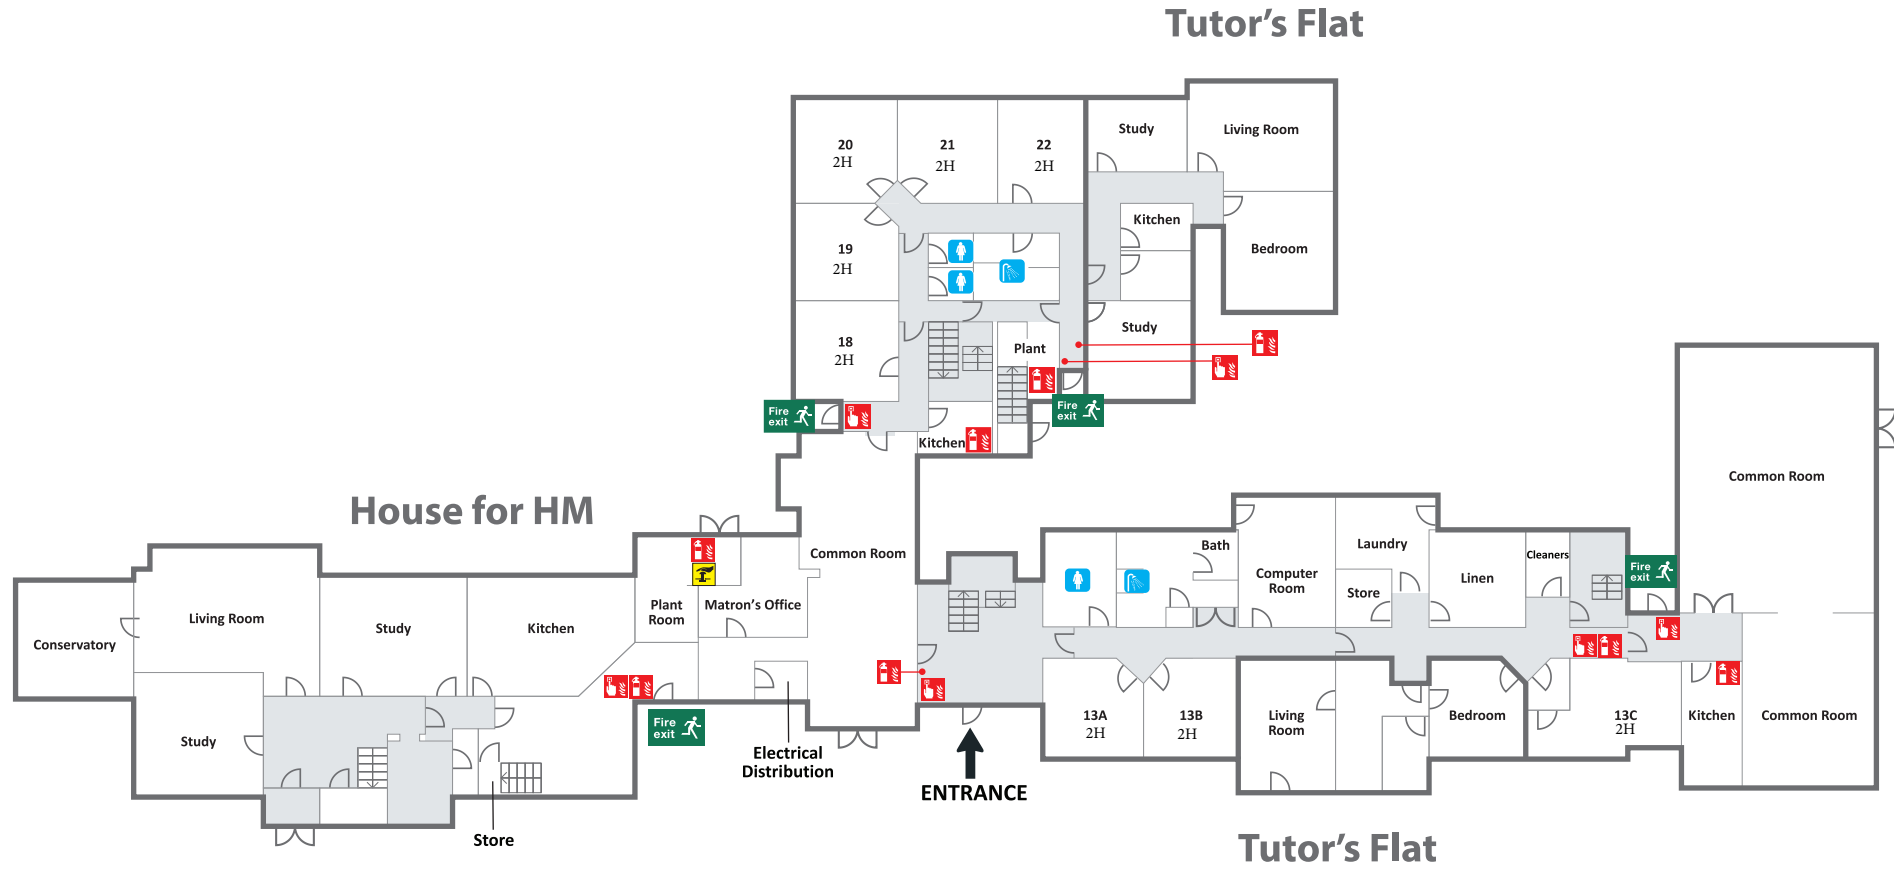 Tutor's Flat
20
2H
21
2H
22
2H
Study
Living Room
19
2H
Kitchen
Bedroom
18
2H
Plant
Study
Fire
exit
Fire
exit
Kitchen
Common Room
House for HM
Common Room
Bath
Computer
Room
Laundry
Store
Linen
Cleaners
Fire
exit
Conservatory
Living Room
Study
Kitchen
Plant
Room
Matron's Office
Study
Fire
exit
Electrical
Distribution
Store
ENTRANCE
13A
2H
13B
2H
Living
Room
Bedroom
13C
2H
Kitchen
Common Room
Tutor's Flat